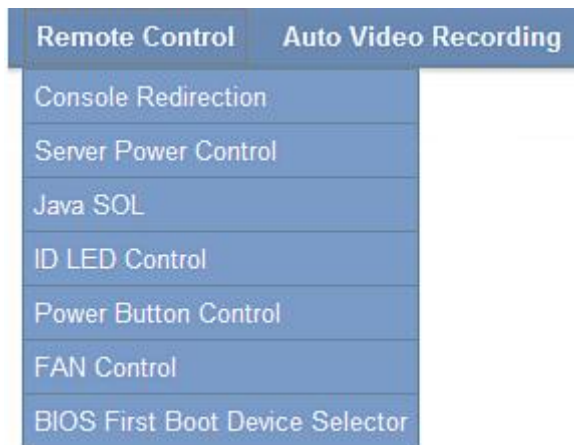 Remote Control Auto Video Recording
Console Redirection
Server Power Control
Java SOL
ID LED Control
Power Button Control
FAN Control
BIOS First Boot Device Selector